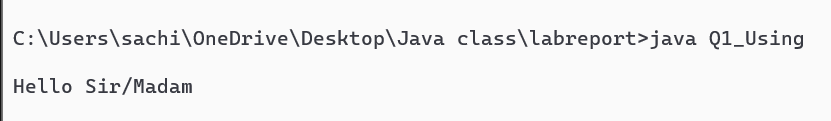 C:\Users\sachi\OneDrive\Desktop\Java class\labreport>java Q1_Using
Hello Sir/Madam